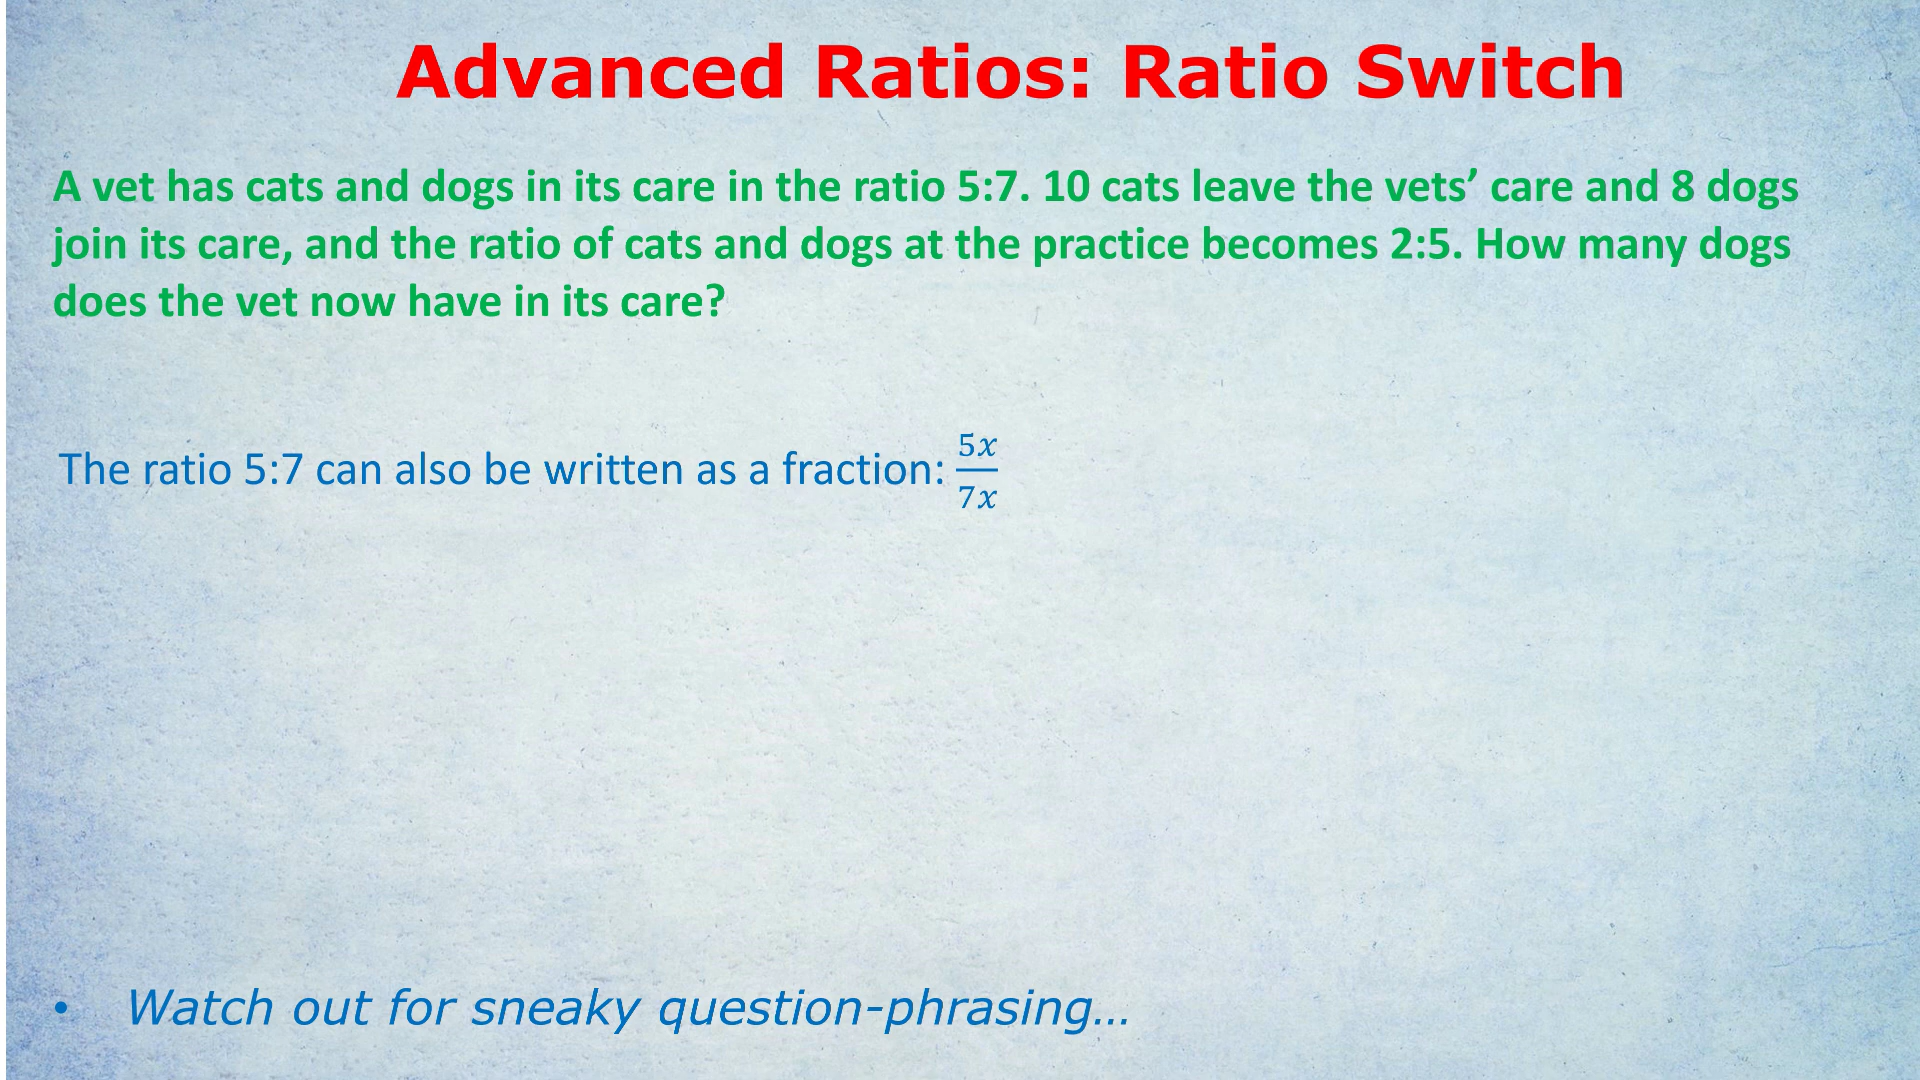 Advanced Ratios: Ratio Switch
A vet has cats and dogs in its care in the ratio 5:7. 10 cats leave the vets’ care and 8 dogs
join its care, and the ratio of cats and dogs at the practice becomes 2:5. How many dogs
does the vet now have in its care?
The ratio 5:7 can also be written as a fraction: 5x/7x
• Watch out for sneaky question-phrasing…